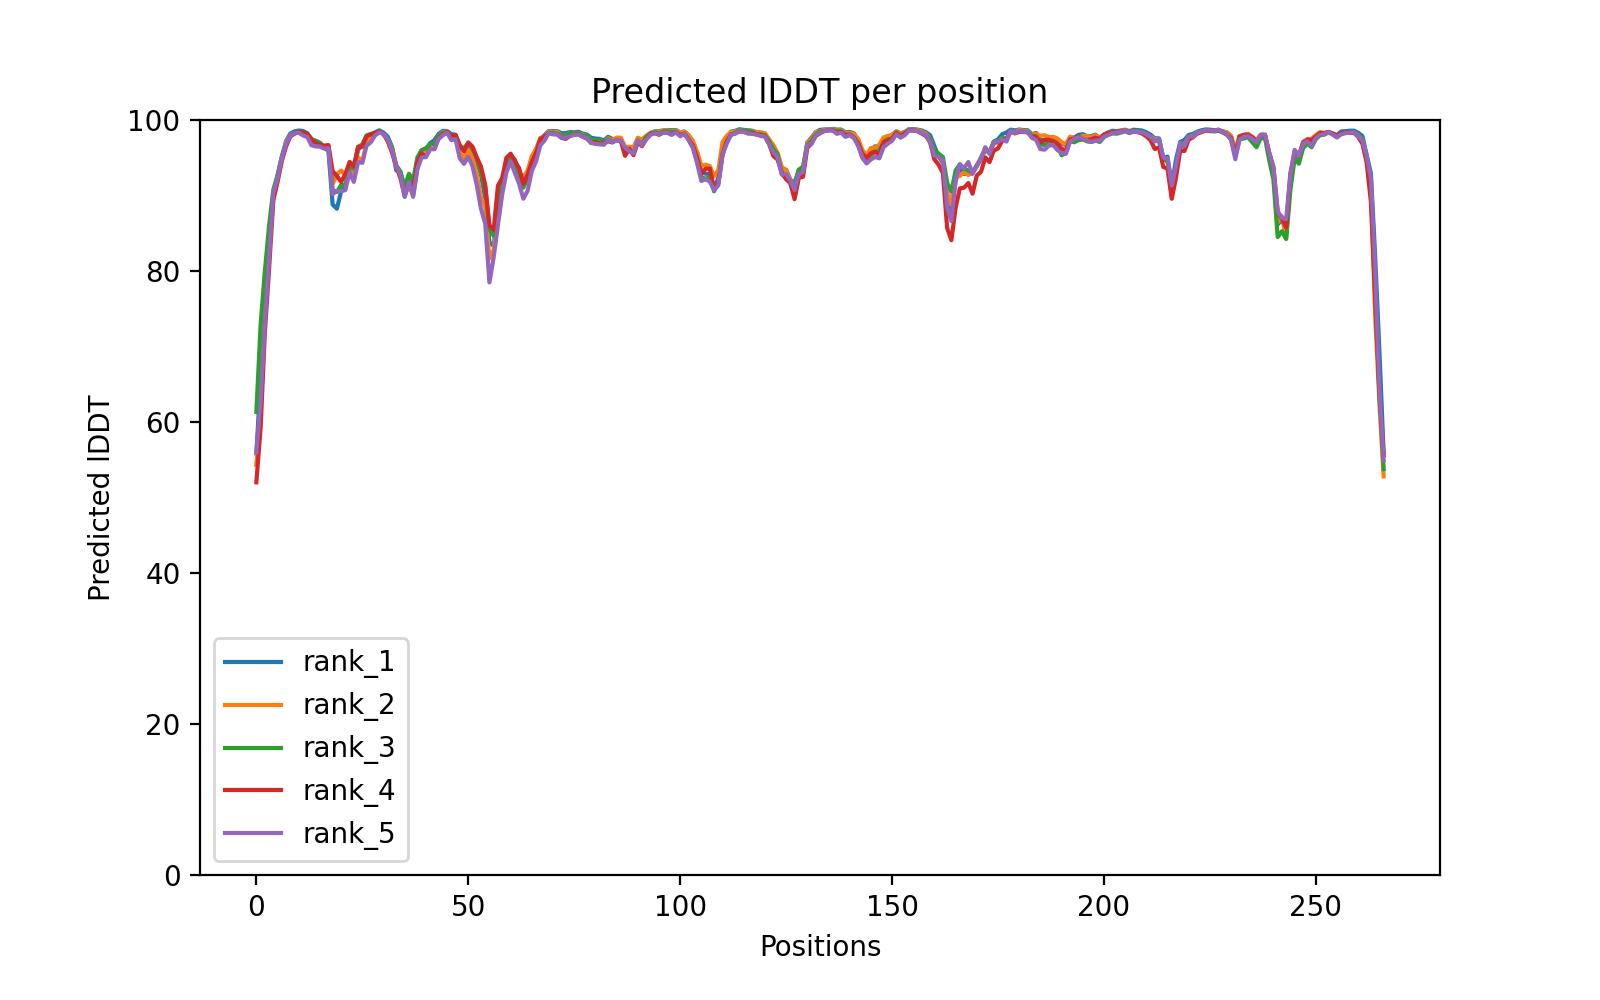 Predicted lDDT per position
100
80
60
40
20
0
Predicted lDDT
rank_1
rank_2
rank_3
rank_4
rank_5
0 50 100 150 200 250
Positions